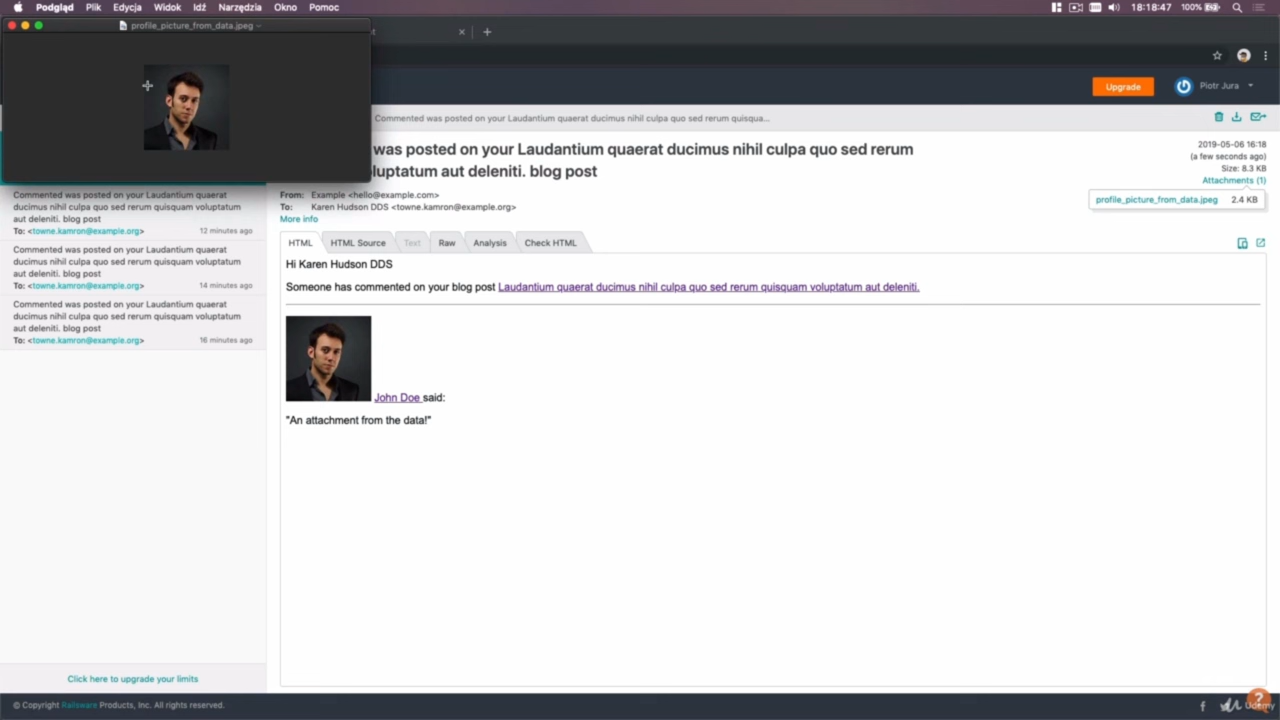 Podgląd Plik Edycja Widok Idź Narzędzia Okno Pomoc 18:18:47 100%
profile_picture_from_data.jpeg
Upgrade Piotr Jura
Commented was posted on your Laudantium quaerat ducimus nihil culpa quo sed rerum quisqua...
was posted on your Laudantium quaerat ducimus nihil culpa quo sed rerum
luptatum aut deleniti. blog post
2019-05-06 16:18
(a few seconds ago)
Size: 8.3 KB
Attachments (1)
profile_picture_from_data.jpeg 2.4 KB
From: Example <hello@example.com>
To: Karen Hudson DDS <towne.kamron@example.org>
More info
Commented was posted on your Laudantium quaerat
ducimus nihil culpa quo sed rerum quisquam voluptatum
aut deleniti. blog post
To: <towne.kamron@example.org> 12 minutes ago
Commented was posted on your Laudantium quaerat
ducimus nihil culpa quo sed rerum quisquam voluptatum
aut deleniti. blog post
To: <towne.kamron@example.org> 14 minutes ago
Commented was posted on your Laudantium quaerat
ducimus nihil culpa quo sed rerum quisquam voluptatum
aut deleniti. blog post
To: <towne.kamron@example.org> 16 minutes ago
HTML HTML Source Text Raw Analysis Check HTML
Hi Karen Hudson DDS
Someone has commented on your blog post Laudantium quaerat ducimus nihil culpa quo sed rerum quisquam voluptatum aut deleniti.
John Doe said:
"An attachment from the data!"
Click here to upgrade your limits
© Copyright Railsware Products, Inc. All rights reserved.
?
Udemy